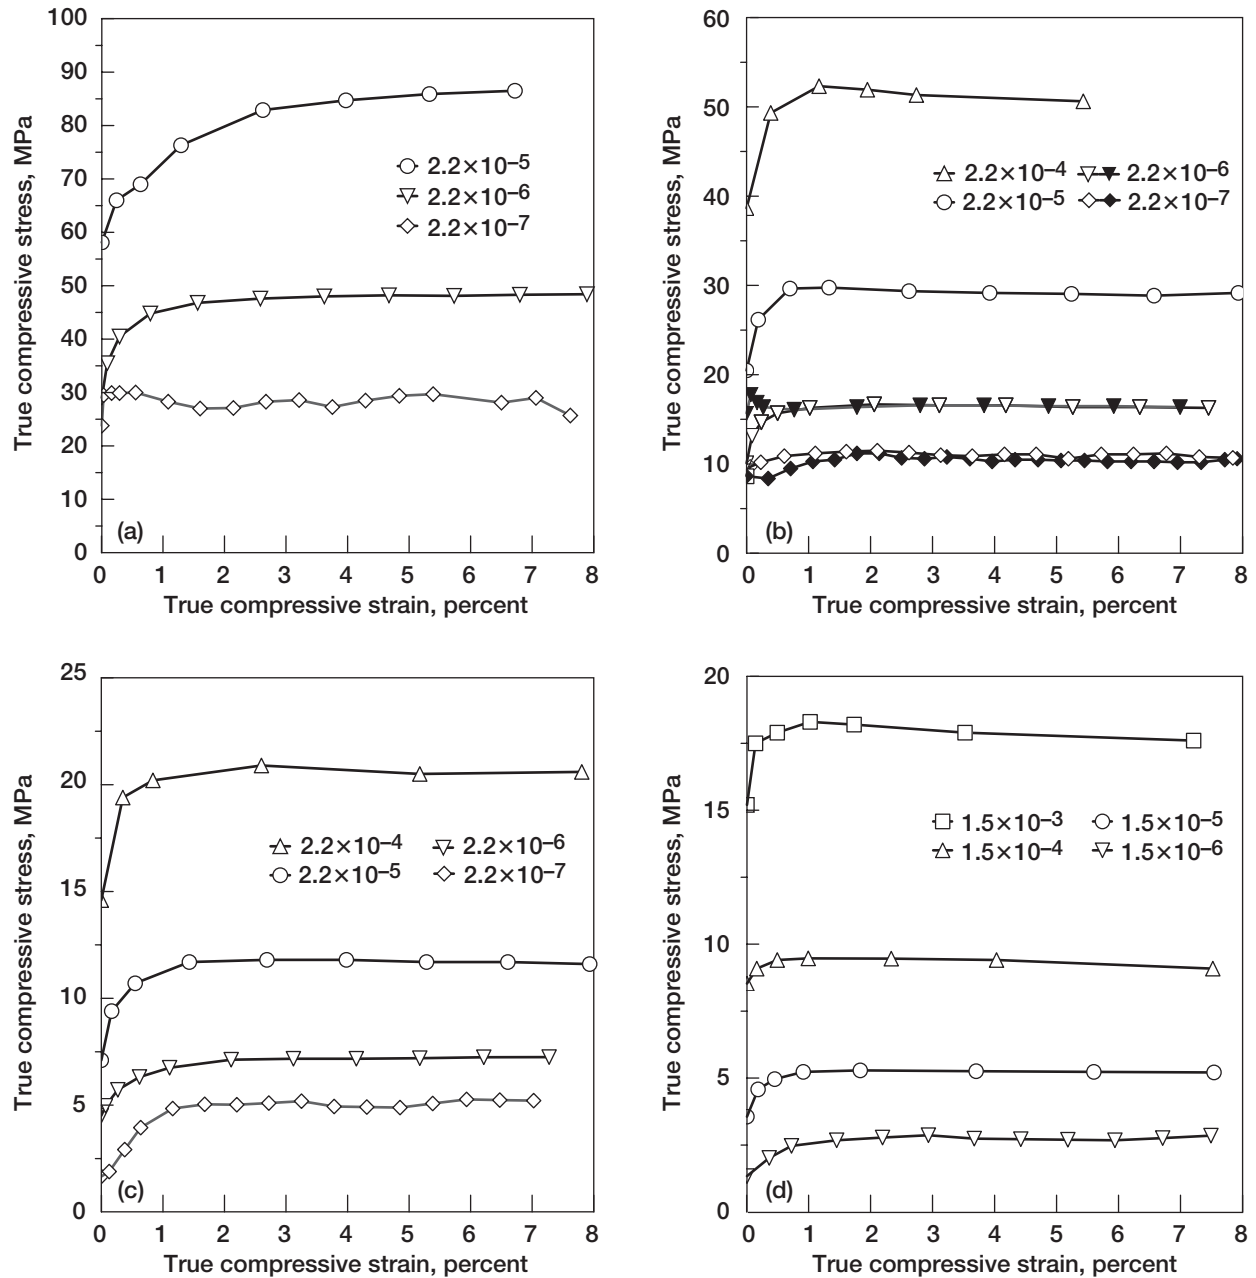 100
90
80
70
60
50
40
30
20
10
0
True compressive stress, MPa
2.2×10–5
2.2×10–6
2.2×10–7
(a)
0 1 2 3 4 5 6 7 8
True compressive strain, percent
60
50
40
30
20
10
0
True compressive stress, MPa
2.2×10–4 2.2×10–6
2.2×10–5 2.2×10–7
(b)
0 1 2 3 4 5 6 7 8
True compressive strain, percent
25
20
15
10
5
0
True compressive stress, MPa
2.2×10–4 2.2×10–6
2.2×10–5 2.2×10–7
(c)
0 1 2 3 4 5 6 7 8
True compressive strain, percent
20
15
10
5
0
True compressive stress, MPa
1.5×10–3 1.5×10–5
1.5×10–4 1.5×10–6
(d)
0 1 2 3 4 5 6 7 8
True compressive strain, percent